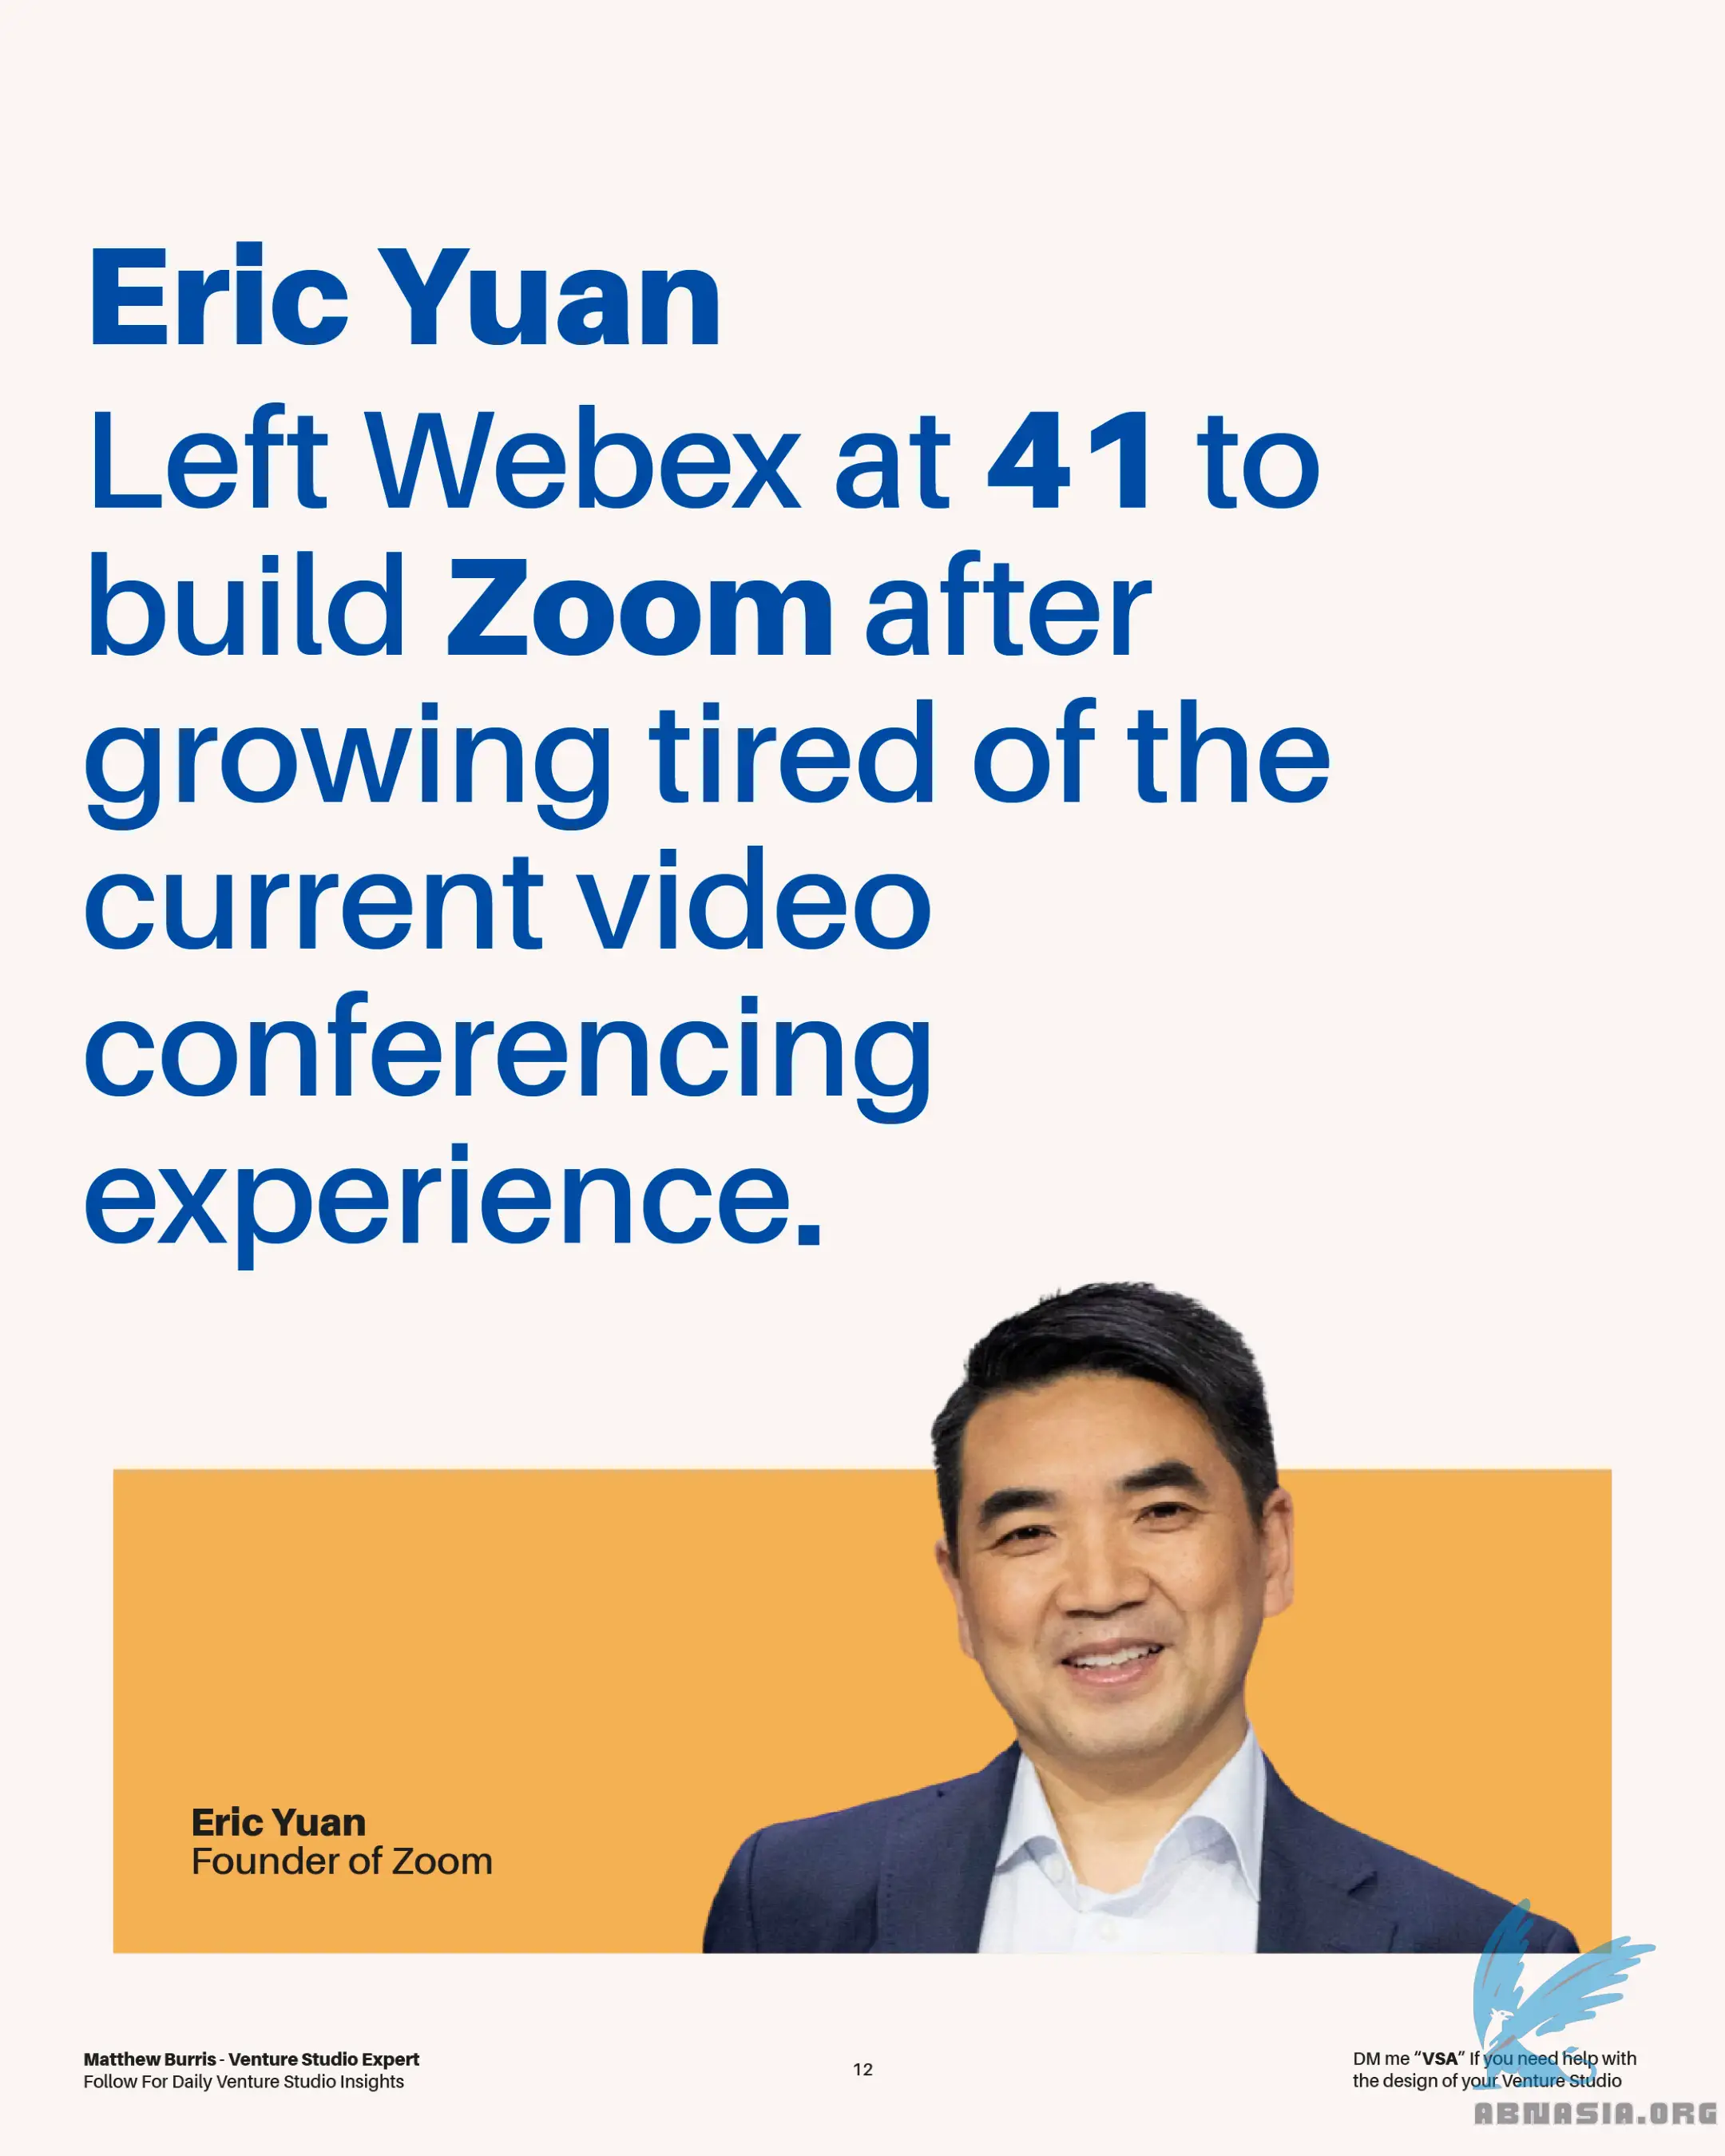 Eric Yuan
Left Webex at 41 to
build Zoom after
growing tired of the
current video
conferencing
experience.
Eric Yuan
Founder of Zoom
Matthew Burris - Venture Studio Expert
Follow For Daily Venture Studio Insights
12
DM me “VSA” If you need help with
the design of your Venture Studio
ABNASIA.ORG